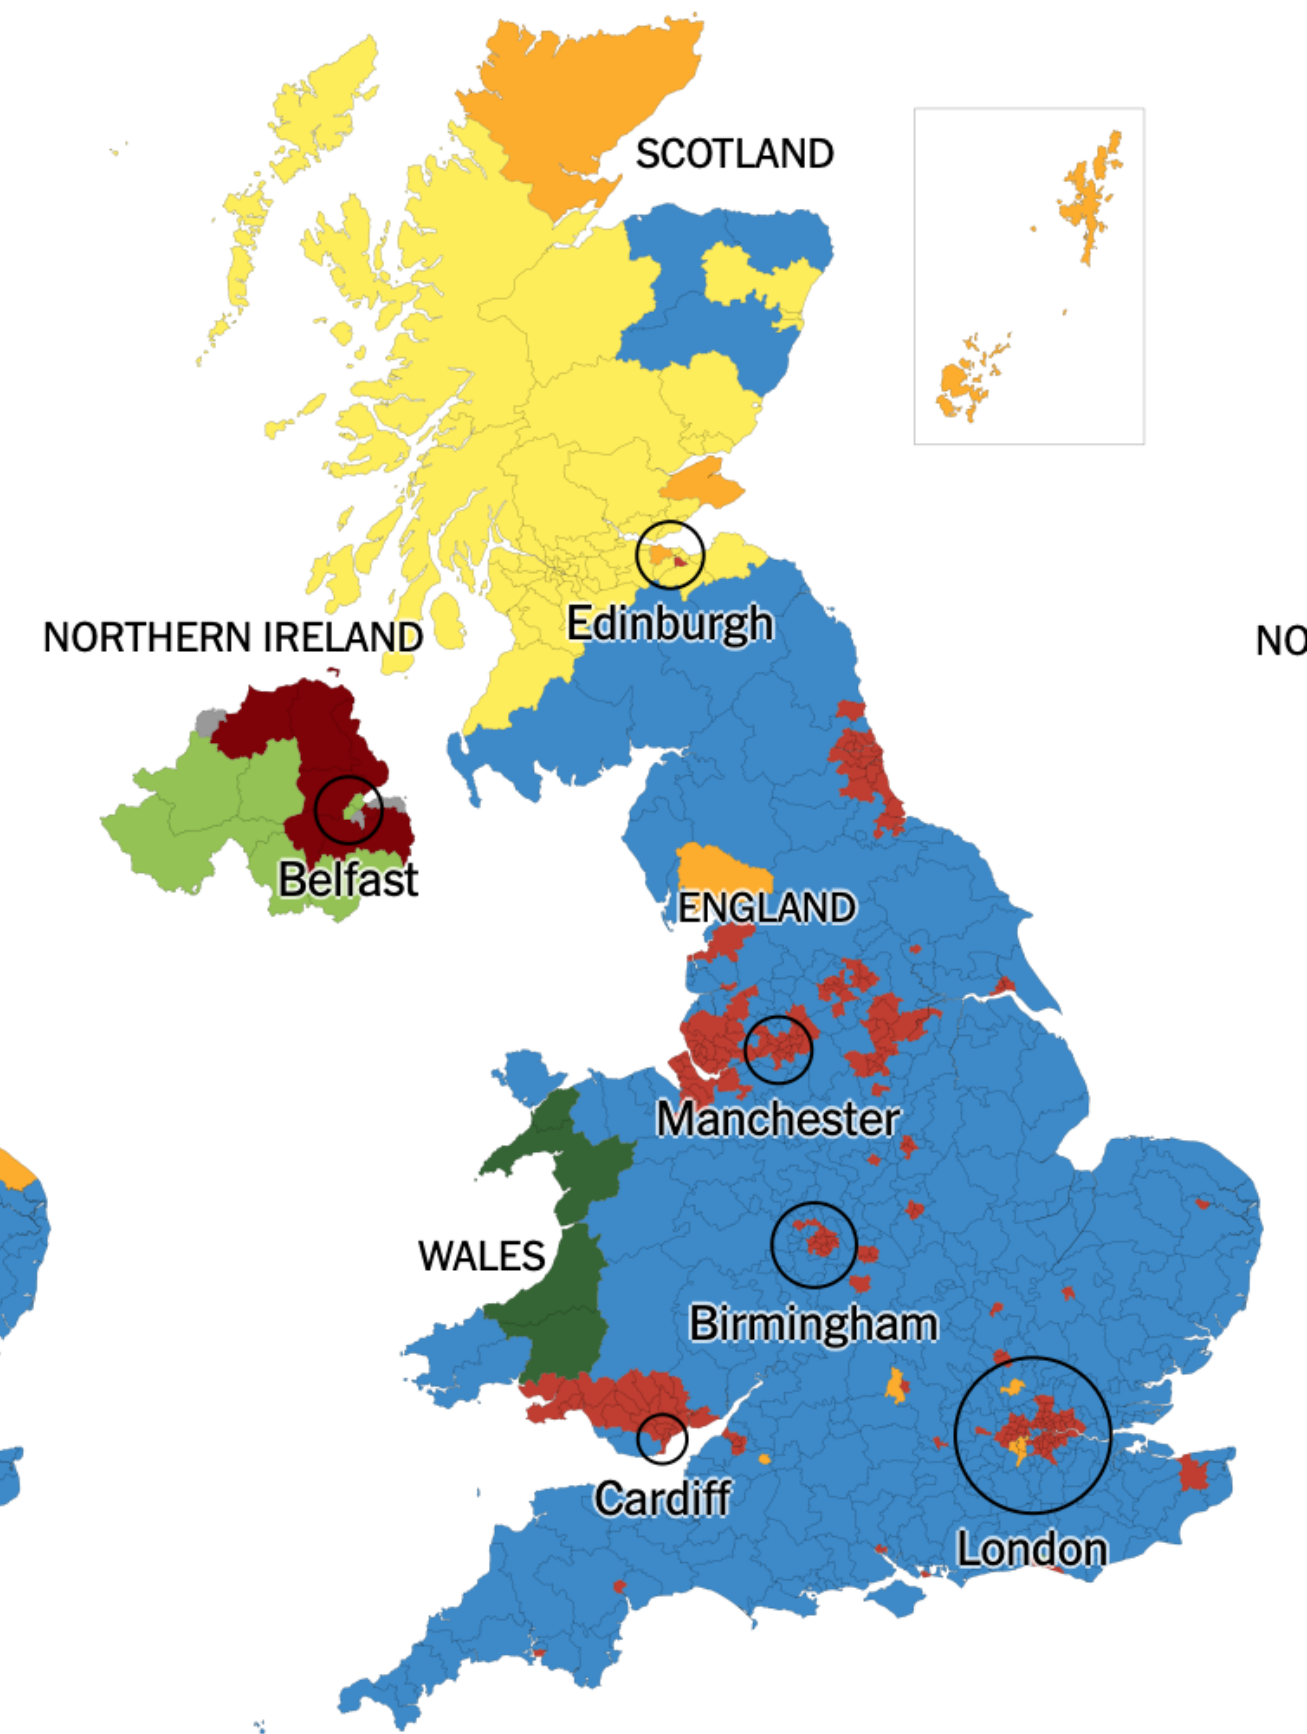 SCOTLAND
Edinburgh
NORTHERN IRELAND
NO
Belfast
ENGLAND
Manchester
WALES
Birmingham
Cardiff
London